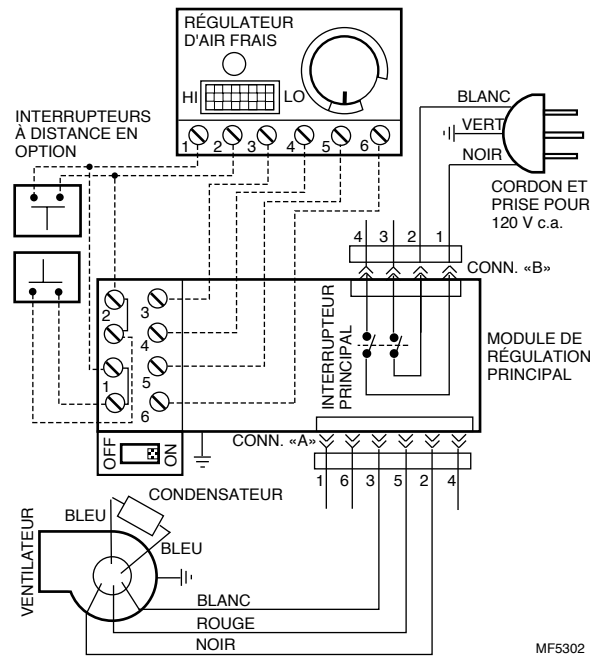 RÉGULATEUR
D'AIR FRAIS
HI
LO
1 2 3 4 5 6
INTERRUPTEURS
À DISTANCE EN
OPTION
BLANC
VERT
NOIR
CORDON ET
PRISE POUR
120 V c.a.
4 3 2 1
CONN. «B»
2
3
4
1
5
6
INTERRUPTEUR
PRINCIPAL
MODULE DE
RÉGULATION
PRINCIPAL
OFF
ON
CONN. «A»
1 6 3 5 2 4
CONDENSATEUR
BLEU
BLEU
VENTILATEUR
BLANC
ROUGE
NOIR
MF5302